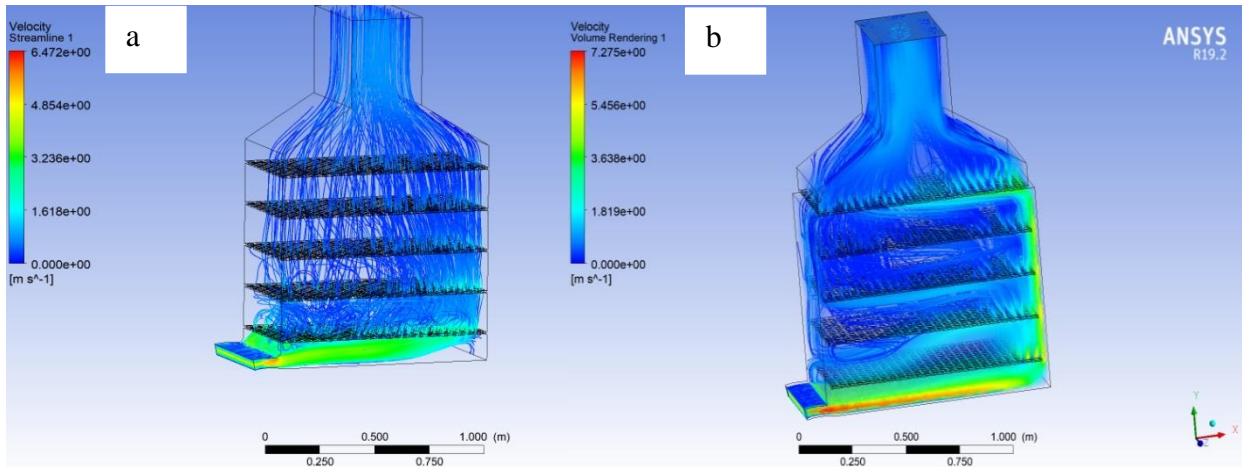 Velocity
Streamline 1
6.472e+00
4.854e+00
3.236e+00
1.618e+00
0.000e+00
[m s^-1]
a
0
0.500
1.000 (m)
0.250
0.750
Velocity
Volume Rendering 1
7.275e+00
5.456e+00
3.638e+00
1.819e+00
0.000e+00
[m s^-1]
b
ANSYS
R19.2
0
0.500
1.000 (m)
0.250
0.750
Y
X
Z